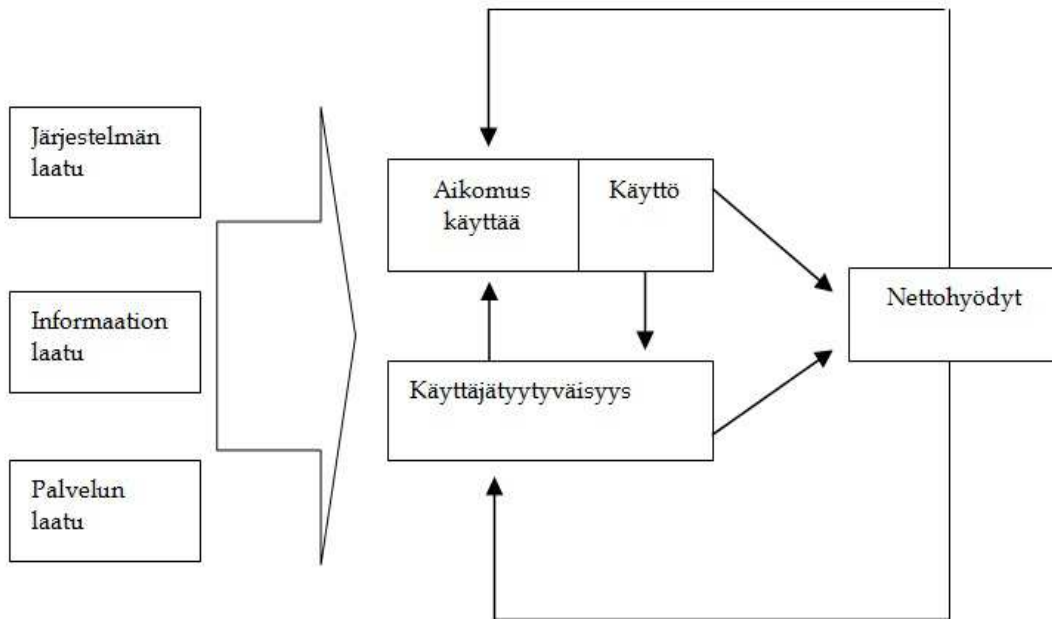 Järjestelmän
laatu
Informaation
laatu
Palvelun
laatu
Aikomus
käyttää
Käyttö
Käyttäjätyytyväisyys
Nettohyödyt